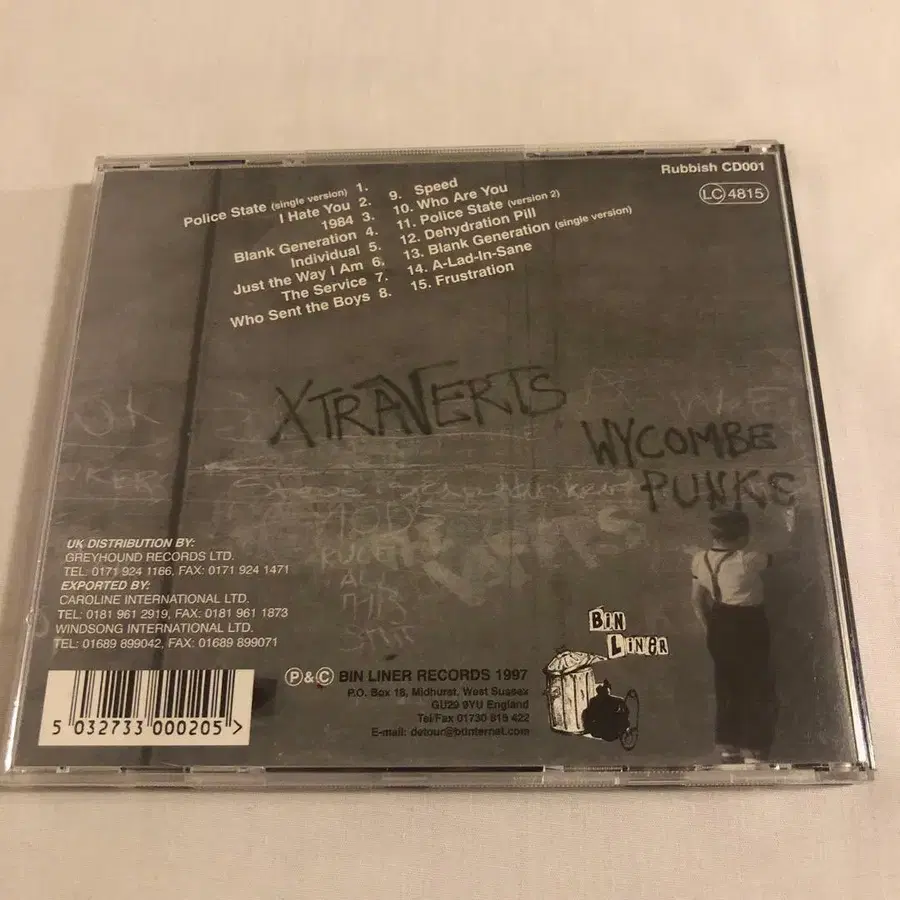 Rubbish CD001
LC 4815
Police State (single version) 1.
I Hate You 2.
1984 3.
Blank Generation 4.
Individual 5.
Just the Way I Am 6.
The Service 7.
Who Sent the Boys 8.
9. Speed
10. Who Are You
11. Police State (version 2)
12. Dehydration Pill
13. Blank Generation (single version)
14. A-Lad-In-Sane
15. Frustration
XTRAVERTS
WYCOMBE
PUNKS
UK
MODS
RULE
ALL
THIS
UK DISTRIBUTION BY:
GREYHOUND RECORDS LTD.
TEL: 0171 924 1166, FAX: 0171 924 1471
EXPORTED BY:
CAROLINE INTERNATIONAL LTD.
TEL: 0181 961 2919, FAX: 0181 961 1873
WINDSONG INTERNATIONAL LTD.
TEL: 01689 899042, FAX: 01689 899071
BIN
LINER
P & C BIN LINER RECORDS 1997
P.O. Box 18, Midhurst, West Sussex
GU29 9YU England
Tel/Fax 01730 815 422
E-mail: detour@btinternet.com
5 032733 000205 >